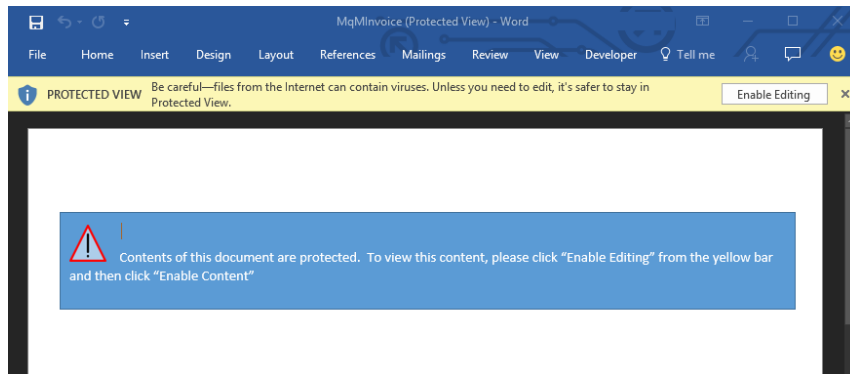 MqMInvoice (Protected View) - Word
File Home Insert Design Layout References Mailings Review View Developer Tell me
PROTECTED VIEW Be careful—files from the Internet can contain viruses. Unless you need to edit, it's safer to stay in
Protected View.
Enable Editing
Contents of this document are protected. To view this content, please click “Enable Editing” from the yellow bar
and then click “Enable Content”